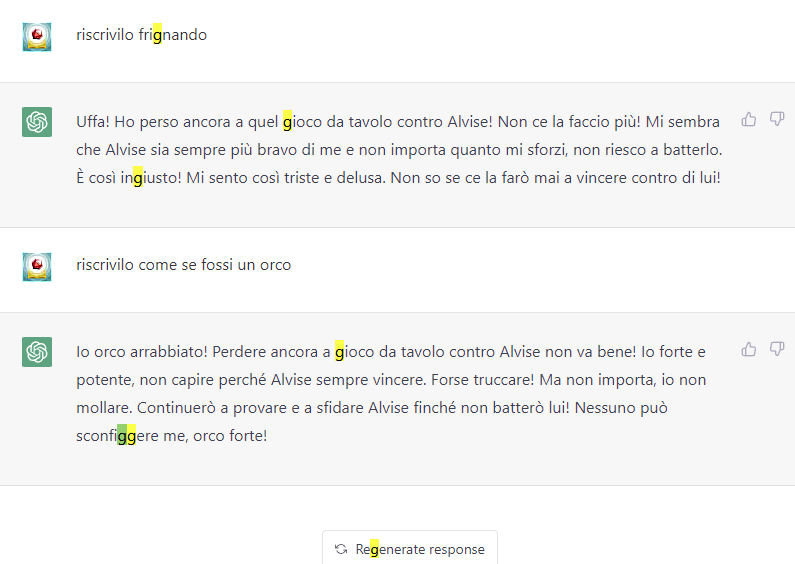 riscrivilo frignando
Uffa! Ho perso ancora a quel gioco da tavolo contro Alvise! Non ce la faccio più! Mi sembra
che Alvise sia sempre più bravo di me e non importa quanto mi sforzi, non riesco a batterlo.
È così ingiusto! Mi sento così triste e delusa. Non so se ce la farò mai a vincere contro di lui!
riscrivilo come se fossi un orco
Io orco arrabbiato! Perdere ancora a gioco da tavolo contro Alvise non va bene! Io forte e
potente, non capire perché Alvise sempre vincere. Forse truccare! Ma non importa, io non
mollare. Continuerò a provare e a sfidare Alvise finché non batterò lui! Nessuno può
sconfiggere me, orco forte!
Regenerate response